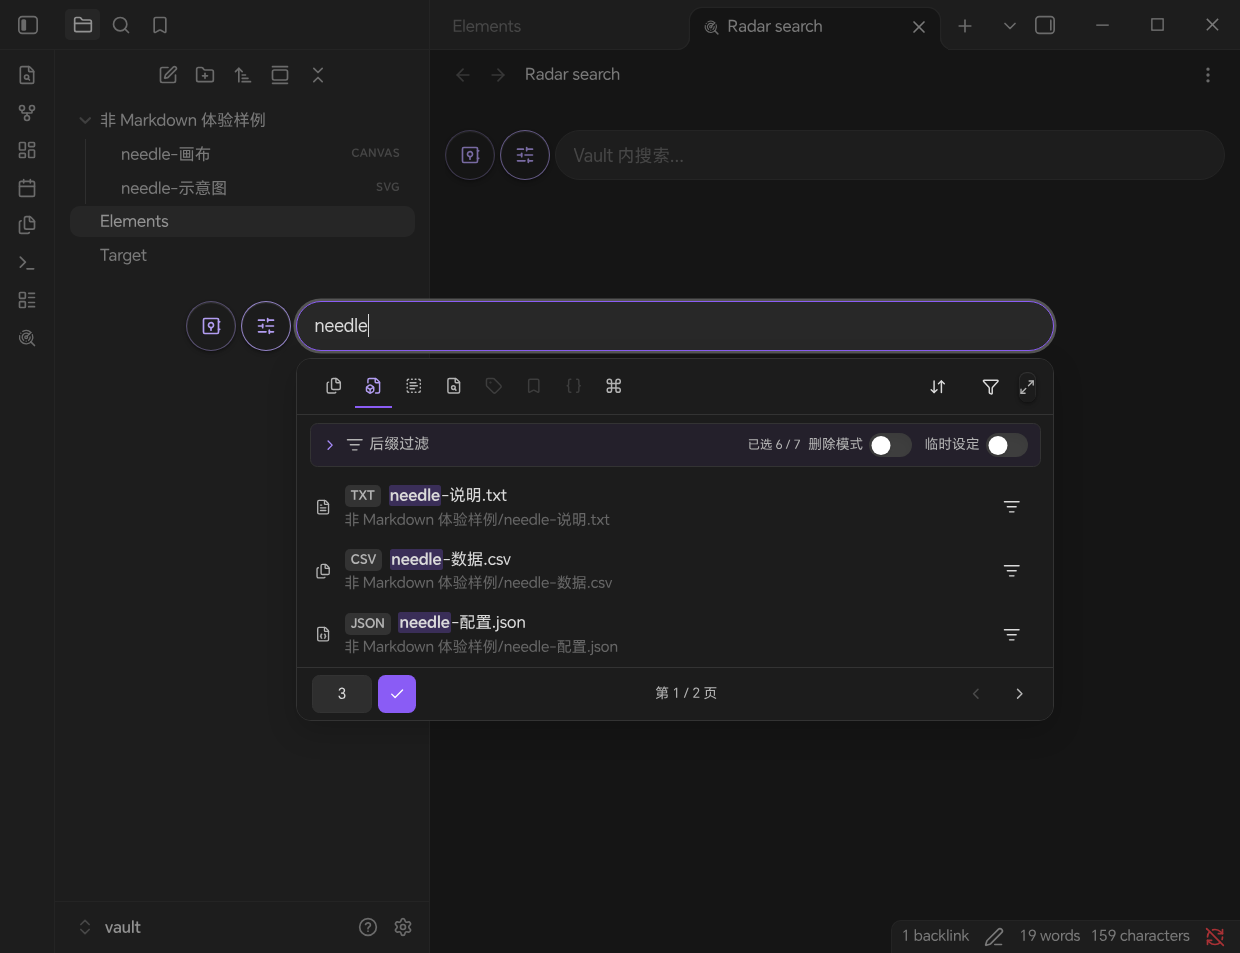 Elements
Radar search
Radar search
非 Markdown 体验样例
needle-画布
CANVAS
needle-示意图
SVG
Elements
Target
Vault 内搜索...
needle
后缀过滤
已选 6 / 7
删除模式
临时设定
TXT
needle-说明.txt
非 Markdown 体验样例/needle-说明.txt
CSV
needle-数据.csv
非 Markdown 体验样例/needle-数据.csv
JSON
needle-配置.json
非 Markdown 体验样例/needle-配置.json
3
第 1 / 2 页
vault
1 backlink
19 words
159 characters